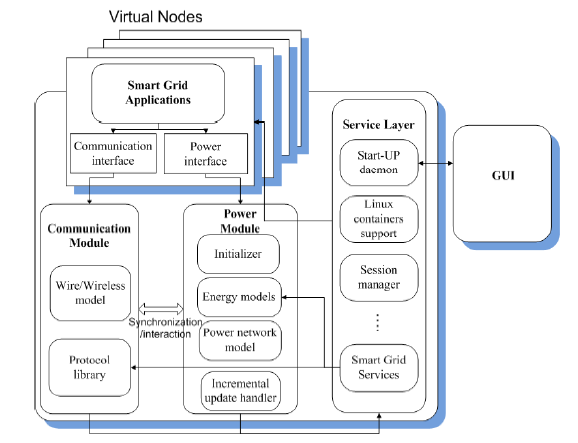 Virtual Nodes
Smart Grid
Applications
Communication
interface
Power
interface
Service Layer
Start-UP
daemon
GUI
Linux
containers
support
Session
manager
Smart Grid
Services
Communication
Module
Wire/Wireless
model
Protocol
library
Synchronization
/interaction
Power
Module
Initializer
Energy models
Power network
model
Incremental
update handler